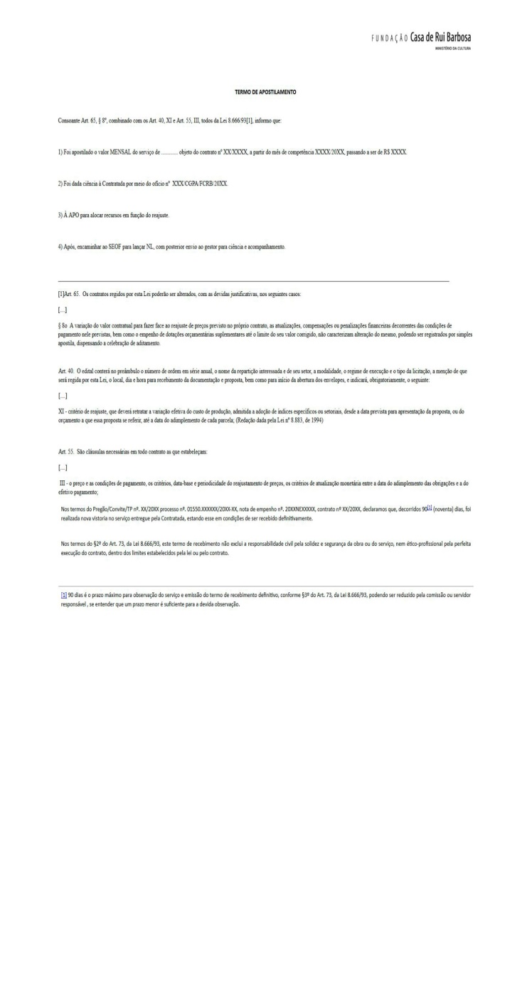 FUNDAÇÃO Casa de Rui Barbosa
MINISTÉRIO DA CULTURA
TERMO DE APOSTILAMENTO
Consoante Art. 65, § 8º, combinado com os Art. 40, XI e Art. 55, III, todos da Lei 8.666/93[1], informo que:
1) Foi apostilado o valor MENSAL do serviço de ............. objeto do contrato nº XX/XXXX, a partir do mês de competência XXXX/20XX, passando a ser de R$ XXXX.
2) Foi dada ciência à Contratada por meio do ofício nº XXX/CGPA/FCRB/20XX.
3) À APO para alocar recursos em função do reajuste.
4) Após, encaminhar ao SEOF para lançar NL, com posterior envio ao gestor para ciência e acompanhamento.
[1]Art. 65. Os contratos regidos por esta Lei poderão ser alterados, com as devidas justificativas, nos seguintes casos:
[...]
§ 8o A variação do valor contratual para fazer face ao reajuste de preços previsto no próprio contrato, as atualizações, compensações ou penalizações financeiras decorrentes das condições de
pagamento nele previstas, bem como o empenho de dotações orçamentárias suplementares até o limite do seu valor corrigido, não caracterizam alteração do mesmo, podendo ser registrados por simples
apostila, dispensando a celebração de aditamento.
Art. 40. O edital conterá no preâmbulo o número de ordem em série anual, o nome da repartição interessada e de seu setor, a modalidade, o regime de execução e o tipo da licitação, a menção de que
será regida por esta Lei, o local, dia e hora para recebimento da documentação e proposta, bem como para início da abertura dos envelopes, e indicará, obrigatoriamente, o seguinte:
[...]
XI - critério de reajuste, que deverá retratar a variação efetiva do custo de produção, admitida a adoção de índices específicos ou setoriais, desde a data prevista para apresentação da proposta, ou do
orçamento a que essa proposta se referir, até a data do adimplemento de cada parcela; (Redação dada pela Lei nº 8.883, de 1994)
Art. 55. São cláusulas necessárias em todo contrato as que estabeleçam:
[...]
III - o preço e as condições de pagamento, os critérios, data-base e periodicidade do reajustamento de preços, os critérios de atualização monetária entre a data do adimplemento das obrigações e a do
efetivo pagamento;
Nos termos do Pregão/Convite/TP nº. XX/20XX processo nº. 01550.XXXXXX/20XX-XX, nota de empenho nº. 20XXNEXXXXX, contrato nº XX/20XX, declaramos que, decorridos 90[1] (noventa) dias, foi
realizada nova vistoria no serviço entregue pela Contratada, estando esse em condições de ser recebido definitivamente.
Nos termos do §2º do Art. 73, da Lei 8.666/93, este termo de recebimento não exclui a responsabilidade civil pela solidez e segurança da obra ou do serviço, nem ético-profissional pela perfeita
execução do contrato, dentro dos limites estabelecidos pela lei ou pelo contrato.
[1] 90 dias é o prazo máximo para observação do serviço e emissão do termo de recebimento definitivo, conforme §3º do Art. 73, da Lei 8.666/93, podendo ser reduzido pela comissão ou servidor
responsável , se entender que um prazo menor é suficiente para a devida observação.